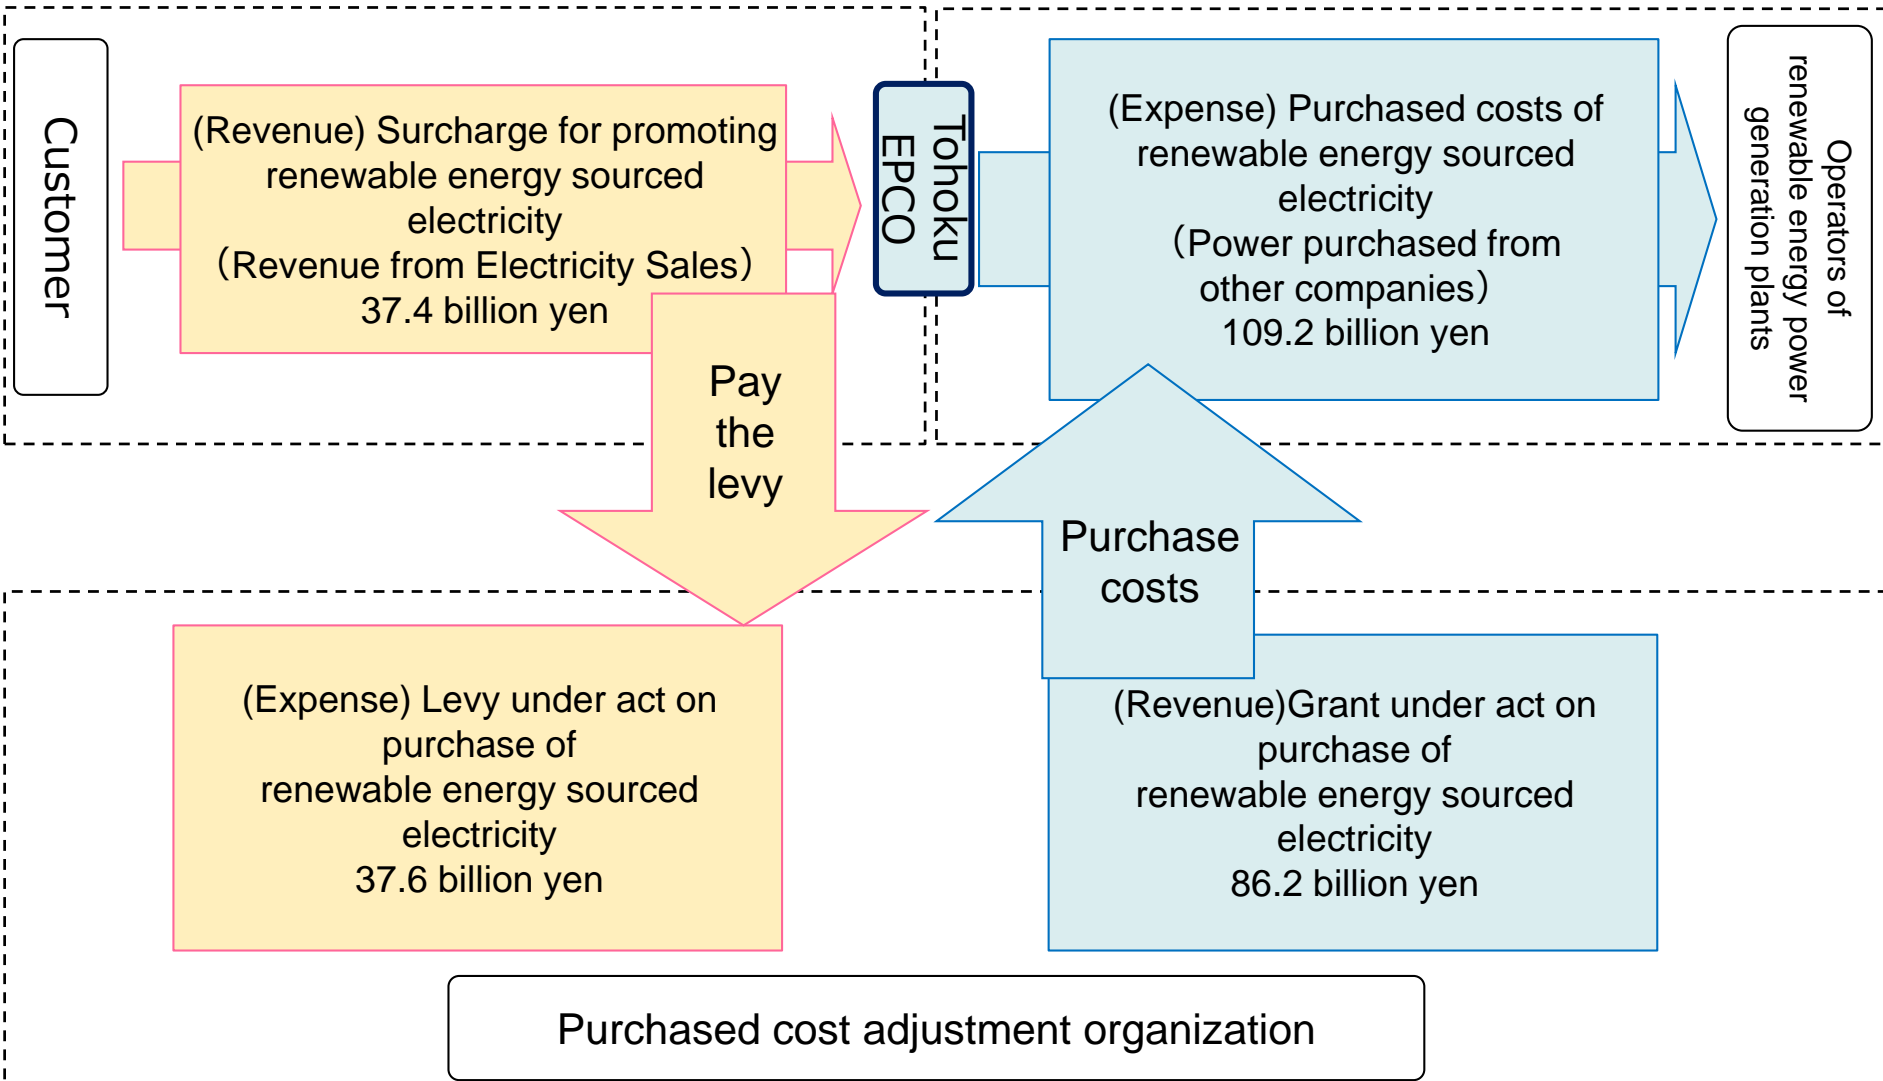 Customer
(Revenue) Surcharge for promoting
renewable energy sourced
electricity
（Revenue from Electricity Sales）
37.4 billion yen
Tohoku
EPCO
(Expense) Purchased costs of
renewable energy sourced
electricity
（Power purchased from
other companies）
109.2 billion yen
Operators of
renewable energy power
generation plants
Pay
the
levy
Purchase
costs
(Expense) Levy under act on
purchase of
renewable energy sourced
electricity
37.6 billion yen
(Revenue)Grant under act on
purchase of
renewable energy sourced
electricity
86.2 billion yen
Purchased cost adjustment organization